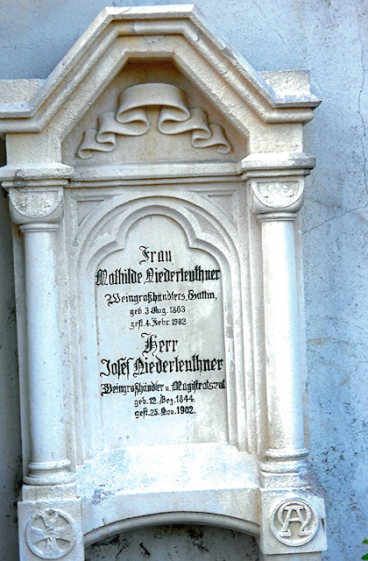 Frau
Mathilde Niederleuthner
Weingroßhändlers-Gattin,
geb. 3 Aug. 1863
gest. 4. Febr. 1902
Herr
Josef Niederleuthner
Weingroßhändler u. Magistratsrat
geb. 12. Dez. 1844.
gest. 25. Nov. 1902.